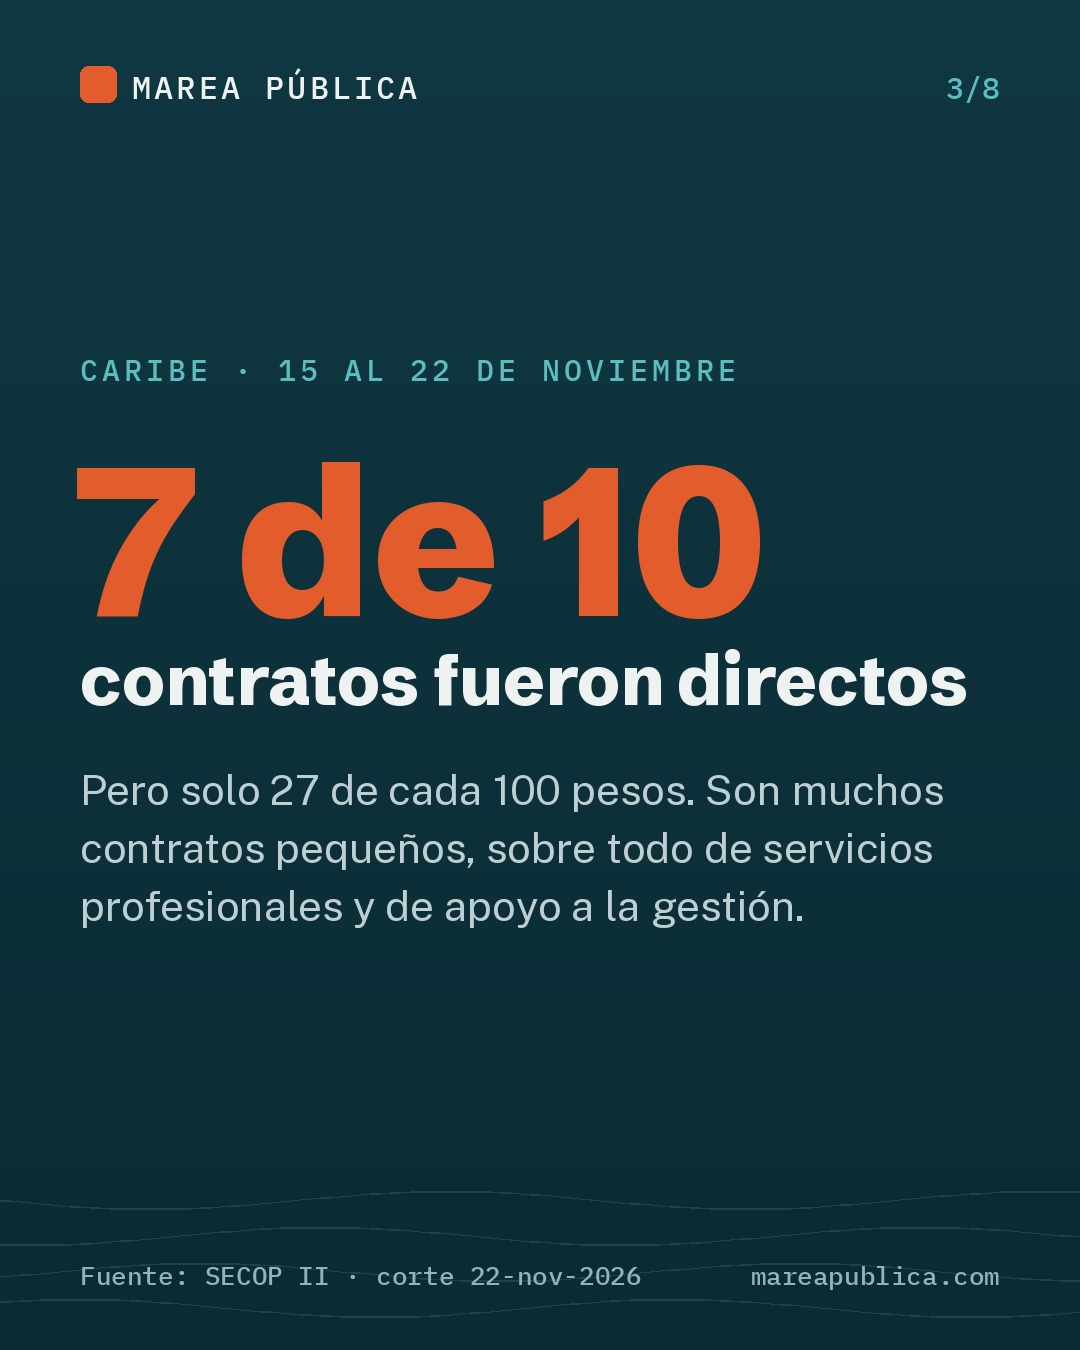 MAREA PÚBLICA
3/8
CARIBE · 15 AL 22 DE NOVIEMBRE
7 de 10
contratos fueron directos
Pero solo 27 de cada 100 pesos. Son muchos
contratos pequeños, sobre todo de servicios
profesionales y de apoyo a la gestión.
Fuente: SECOP II · corte 22-nov-2026
mareapublica.com